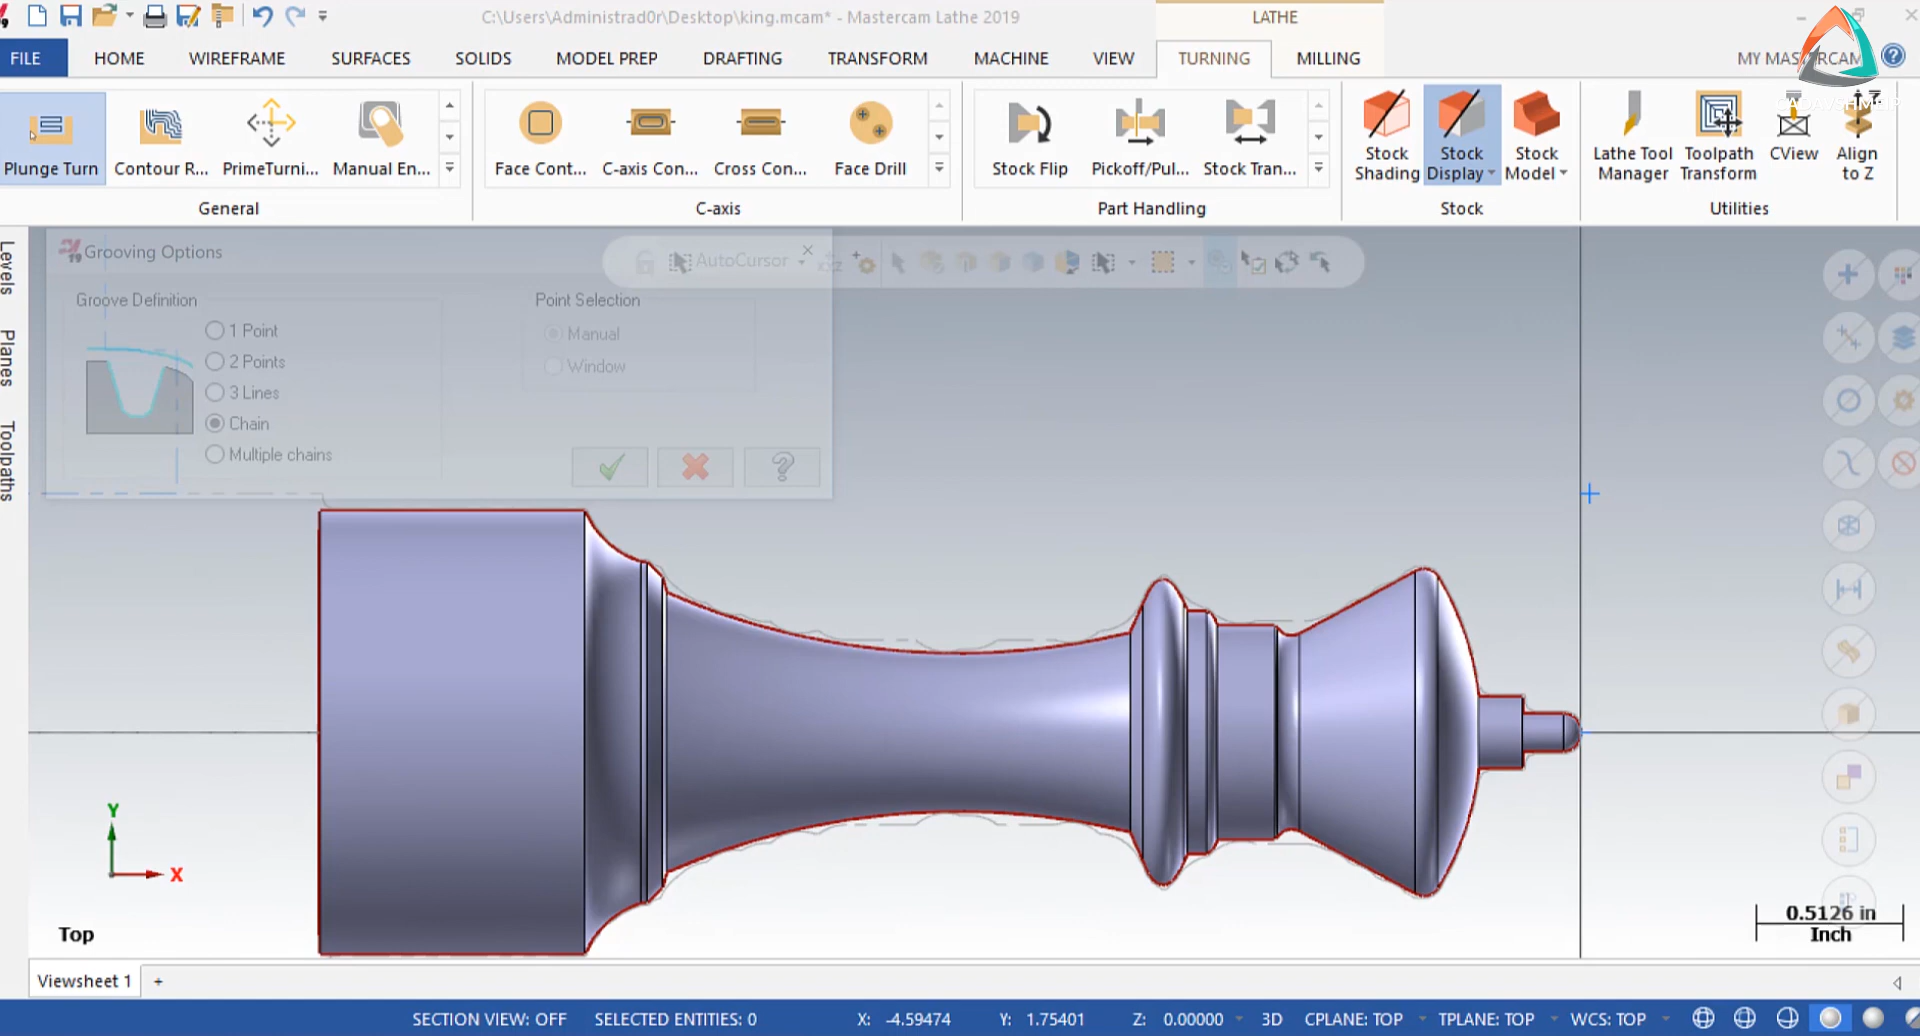 C:\Users\Administrad0r\Desktop\king.mcam* - Mastercam Lathe 2019
LATHE
FILE HOME WIREFRAME SURFACES SOLIDS MODEL PREP DRAFTING TRANSFORM MACHINE VIEW TURNING MILLING MY MASTERCAM
Plunge Turn Contour R... PrimeTurni... Manual En... Face Cont... C-axis Con... Cross Con... Face Drill Stock Flip Pickoff/Pul... Stock Tran...
Stock Shading
Stock Display
Stock Model
Lathe Tool Manager
Toolpath Transform
CView
Align to Z
General C-axis Part Handling Stock Utilities
Levels
Planes
Toolpaths
Grooving Options
AutoCursor
Groove Definition
1 Point
2 Points
3 Lines
Chain
Multiple chains
Point Selection
Manual
Window
Y
X
Top
0.5126 in
Inch
Viewsheet 1 +
SECTION VIEW: OFF SELECTED ENTITIES: 0 X: -4.59474 Y: 1.75401 Z: 0.00000 3D CPLANE: TOP TPLANE: TOP WCS: TOP